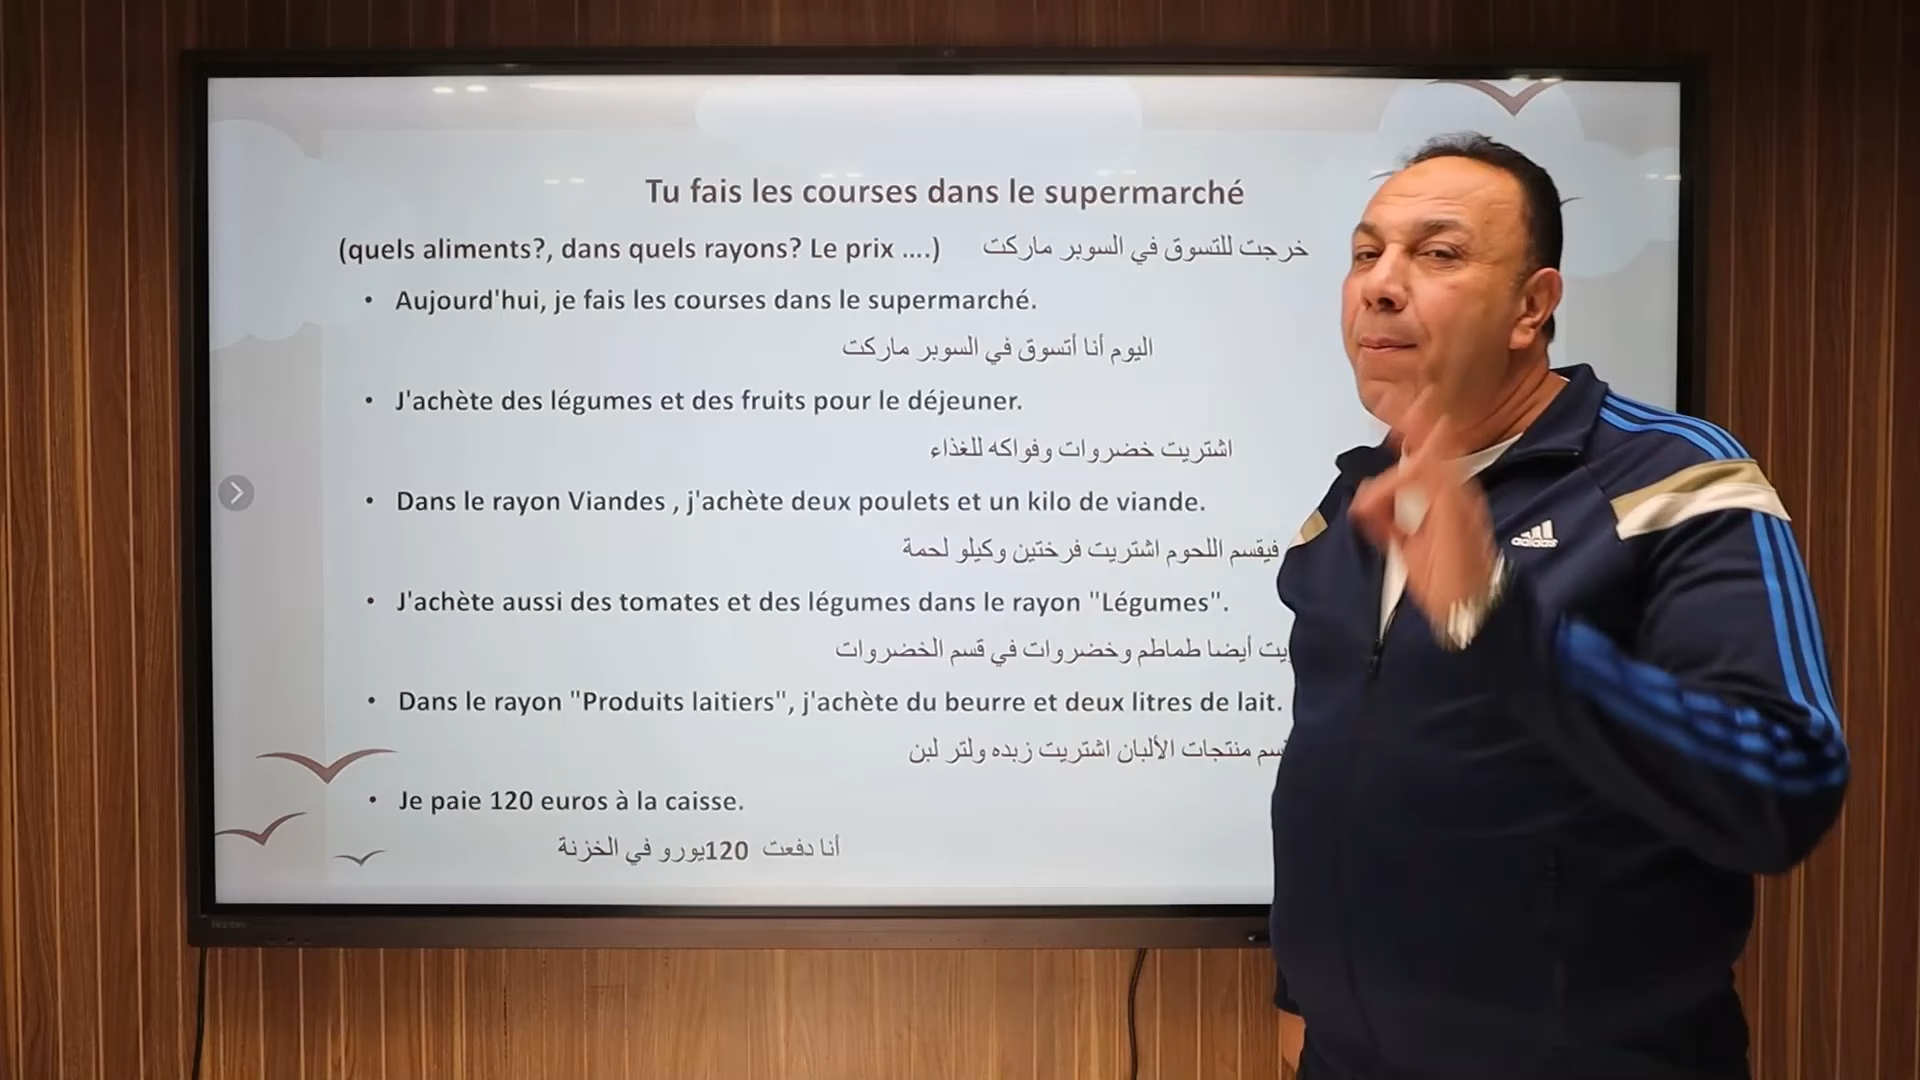 Tu fais les courses dans le supermarché
(quels aliments?, dans quels rayons? Le prix ....) خرجت للتسوق في السوبر ماركت
• Aujourd'hui, je fais les courses dans le supermarché.
اليوم أنا أتسوق في السوبر ماركت
• J'achète des légumes et des fruits pour le déjeuner.
اشتريت خضروات وفواكه للغذاء
• Dans le rayon Viandes , j'achète deux poulets et un kilo de viande.
فيقسم اللحوم اشتريت فرختين وكيلو لحمة
• J'achète aussi des tomates et des légumes dans le rayon "Légumes".
أيضا طماطم وخضروات في قسم الخضروات
• Dans le rayon "Produits laitiers", j'achète du beurre et deux litres de lait.
منتجات الألبان اشتريت زبده ولتر لبن
• Je paie 120 euros à la caisse.
أنا دفعت 120يورو في الخزنة
adidas